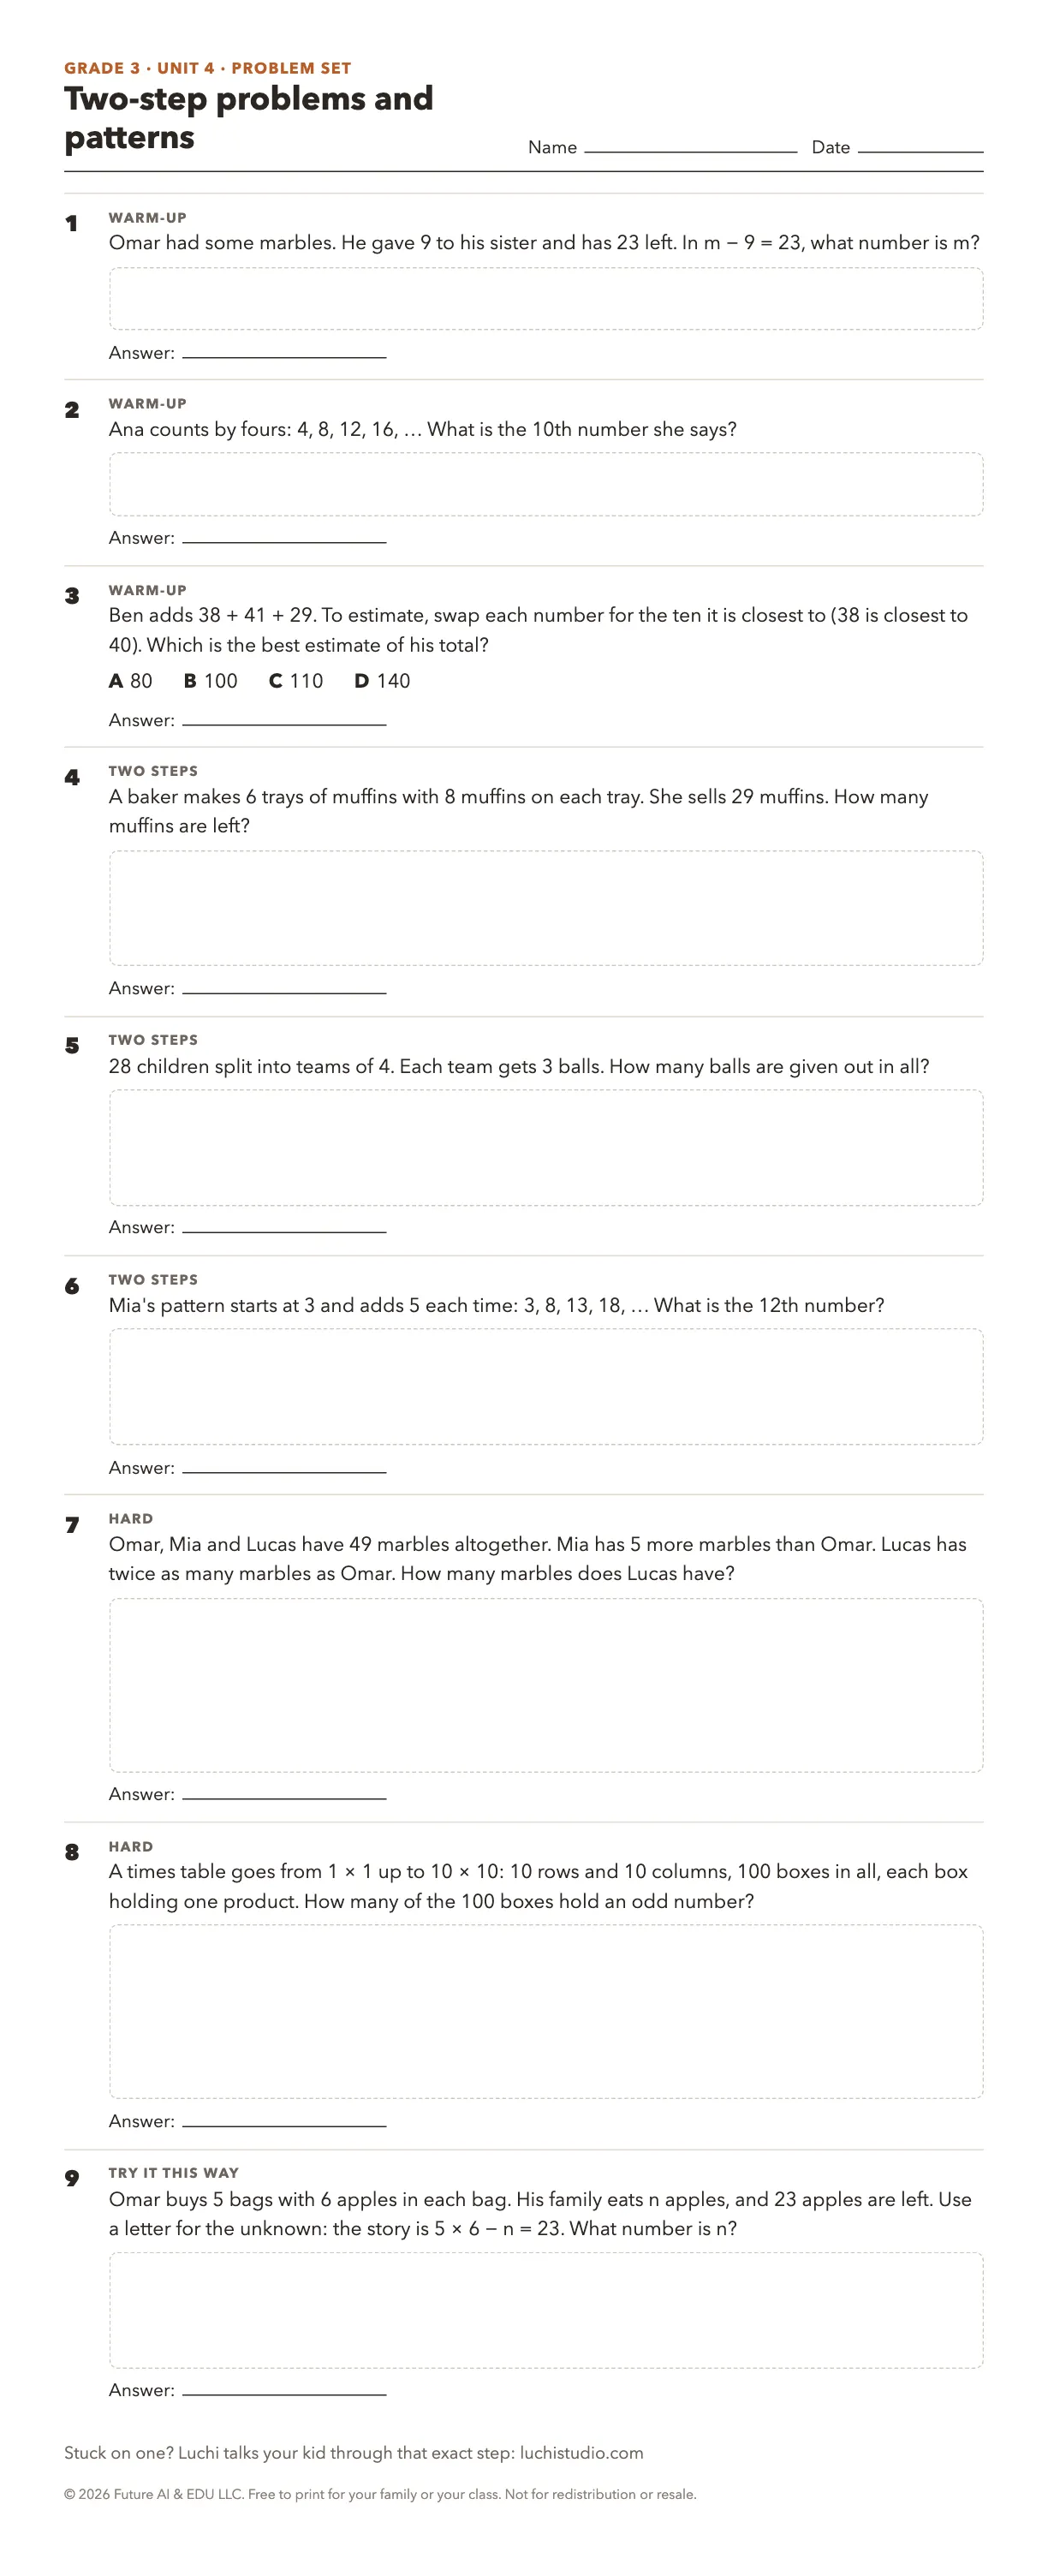 GRADE 3 · UNIT 4 · PROBLEM SET
Two-step problems and
patterns
Name
Date
1
WARM-UP
Omar had some marbles. He gave 9 to his sister and has 23 left. In m − 9 = 23, what number is m?
Answer:
2
WARM-UP
Ana counts by fours: 4, 8, 12, 16, … What is the 10th number she says?
Answer:
3
WARM-UP
Ben adds 38 + 41 + 29. To estimate, swap each number for the ten it is closest to (38 is closest to
40). Which is the best estimate of his total?
A 80 B 100 C 110 D 140
Answer:
4
TWO STEPS
A baker makes 6 trays of muffins with 8 muffins on each tray. She sells 29 muffins. How many
muffins are left?
Answer:
5
TWO STEPS
28 children split into teams of 4. Each team gets 3 balls. How many balls are given out in all?
Answer:
6
TWO STEPS
Mia's pattern starts at 3 and adds 5 each time: 3, 8, 13, 18, … What is the 12th number?
Answer:
7
HARD
Omar, Mia and Lucas have 49 marbles altogether. Mia has 5 more marbles than Omar. Lucas has
twice as many marbles as Omar. How many marbles does Lucas have?
Answer:
8
HARD
A times table goes from 1 × 1 up to 10 × 10: 10 rows and 10 columns, 100 boxes in all, each box
holding one product. How many of the 100 boxes hold an odd number?
Answer:
9
TRY IT THIS WAY
Omar buys 5 bags with 6 apples in each bag. His family eats n apples, and 23 apples are left. Use
a letter for the unknown: the story is 5 × 6 − n = 23. What number is n?
Answer:
Stuck on one? Luchi talks your kid through that exact step: luchistudio.com
© 2026 Future AI & EDU LLC. Free to print for your family or your class. Not for redistribution or resale.